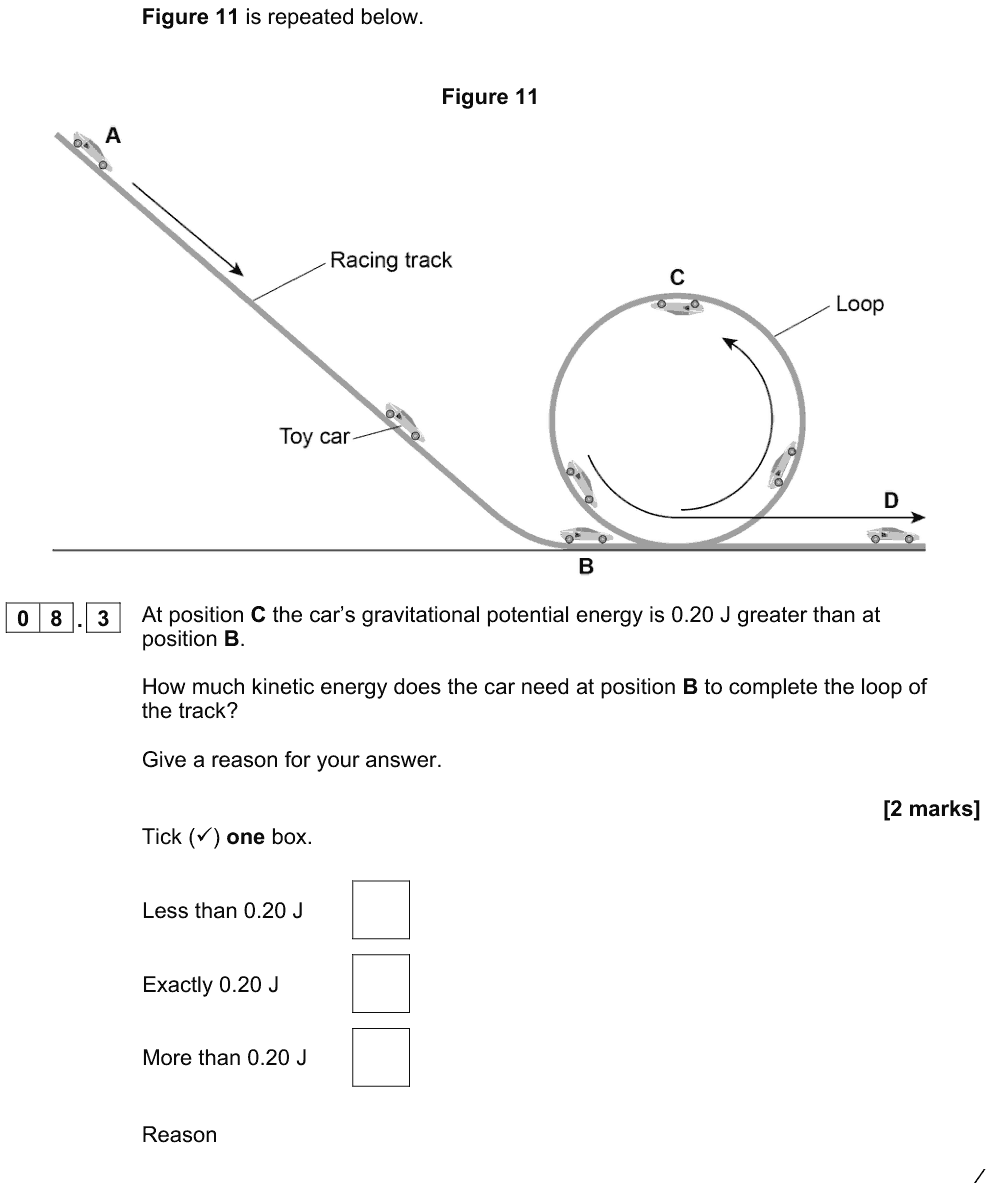 Figure 11 is repeated below.
Figure 11
A
Racing track
C
Loop
Toy car
D
B
0 8 . 3 At position C the car's gravitational potential energy is 0.20 J greater than at
position B.
How much kinetic energy does the car need at position B to complete the loop of
the track?
Give a reason for your answer.
[2 marks]
Tick (✓) one box.
Less than 0.20 J
Exactly 0.20 J
More than 0.20 J
Reason